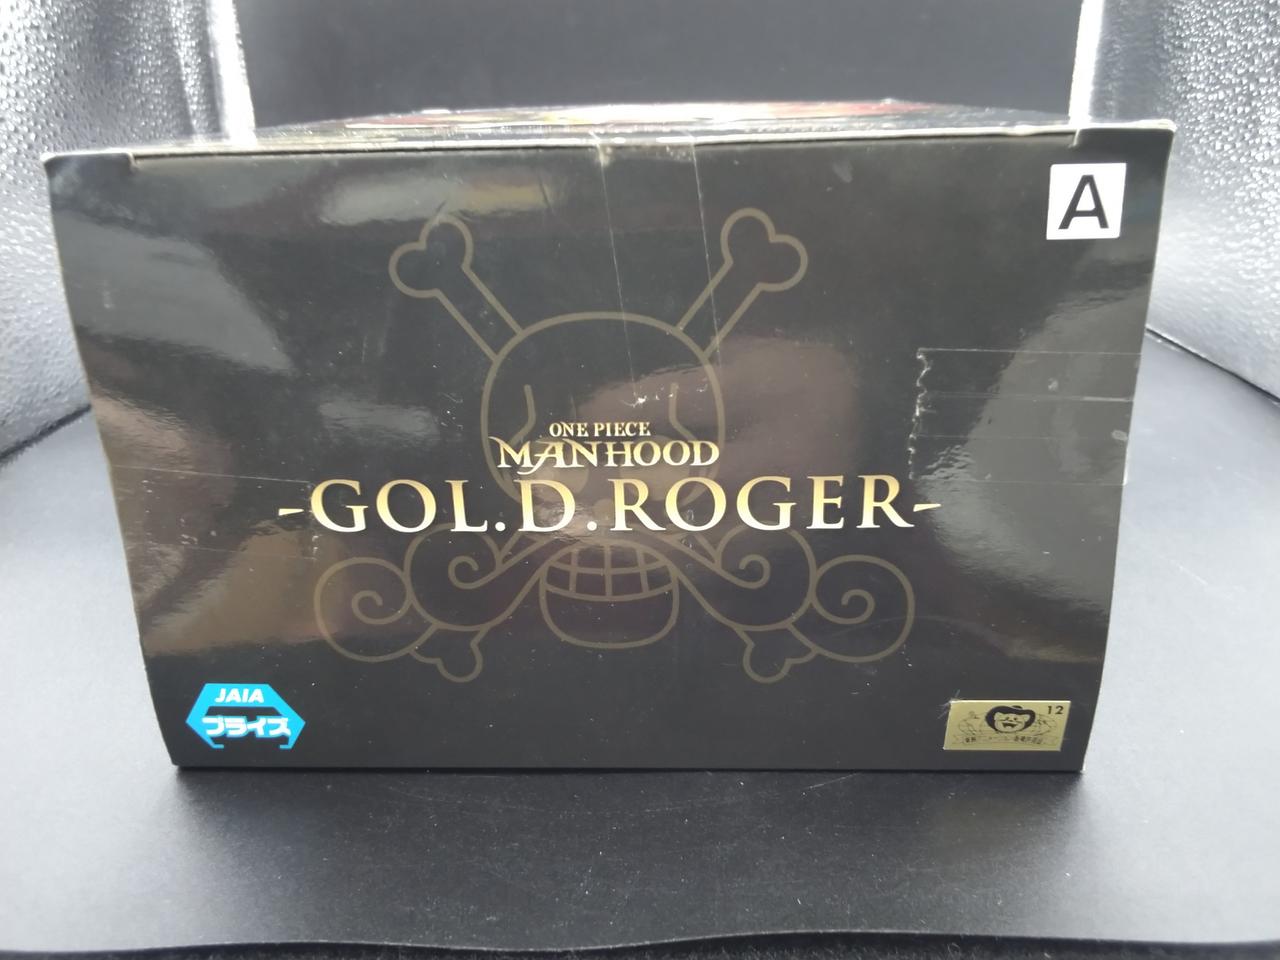 A
ONE PIECE
MANHOOD
-GOL.D.ROGER-
JAIA
プライズ
12